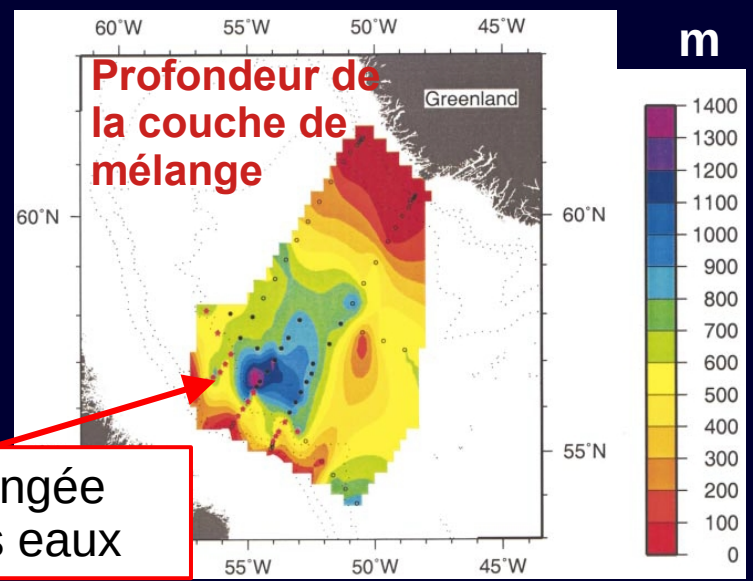 60°W 55°W 50°W 45°W
m
Profondeur de
la couche de
mélange
Greenland
60°N 60°N
55°N
ngée
s eaux
55°W 50°W 45°W
1400
1300
1200
1100
1000
900
800
700
600
500
400
300
200
100
0